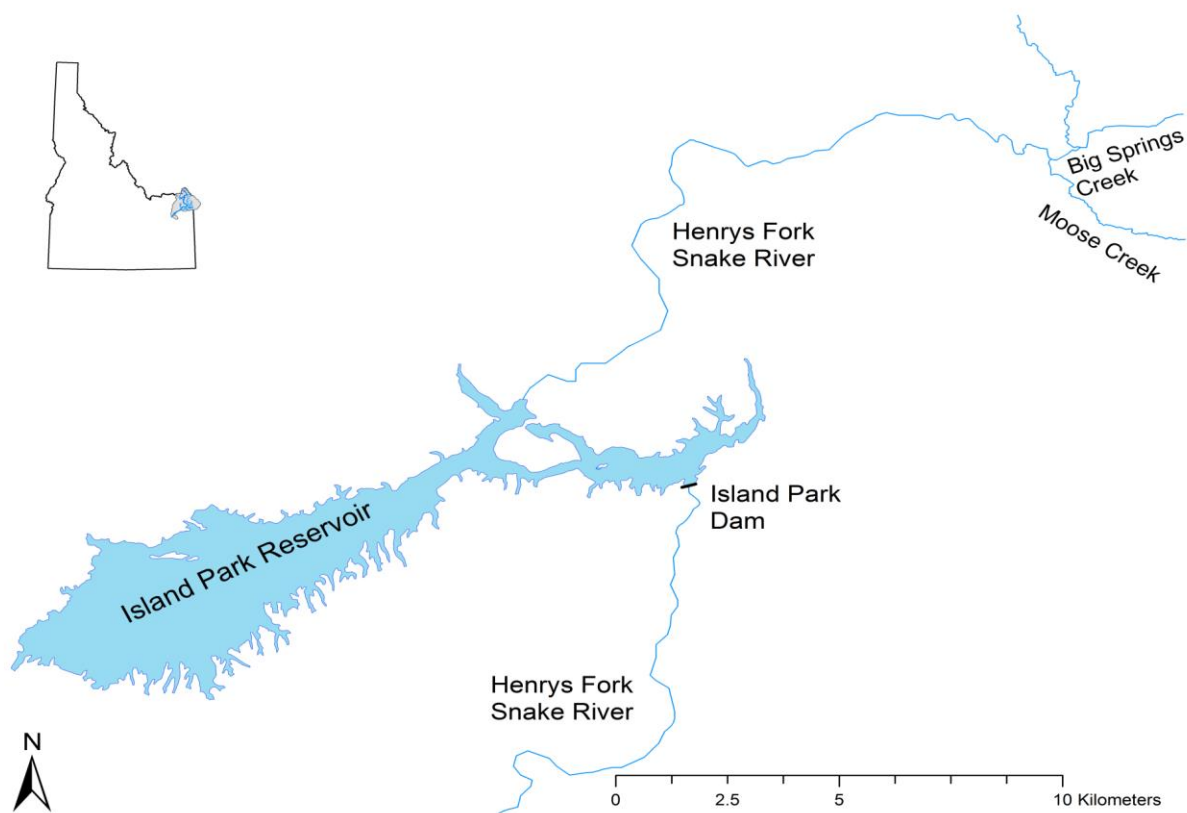 Big Springs
Creek
Moose Creek
Henrys Fork
Snake River
Island Park
Dam
Island Park Reservoir
Henrys Fork
Snake River
N
0 2.5 5 10 Kilometers